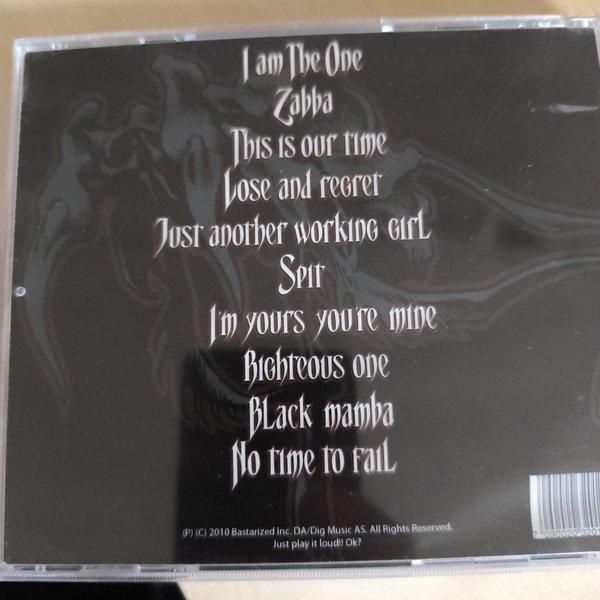 I am The One
Zabba
This is our time
Lose and regret
Just another working girl
Spit
I'm yours you're mine
Righteous one
Black mamba
No time to fail
(P) (C) 2010 Bastarized Inc. DA/Dig Music AS. All Rights Reserved.
Just play it loud!! Ok?